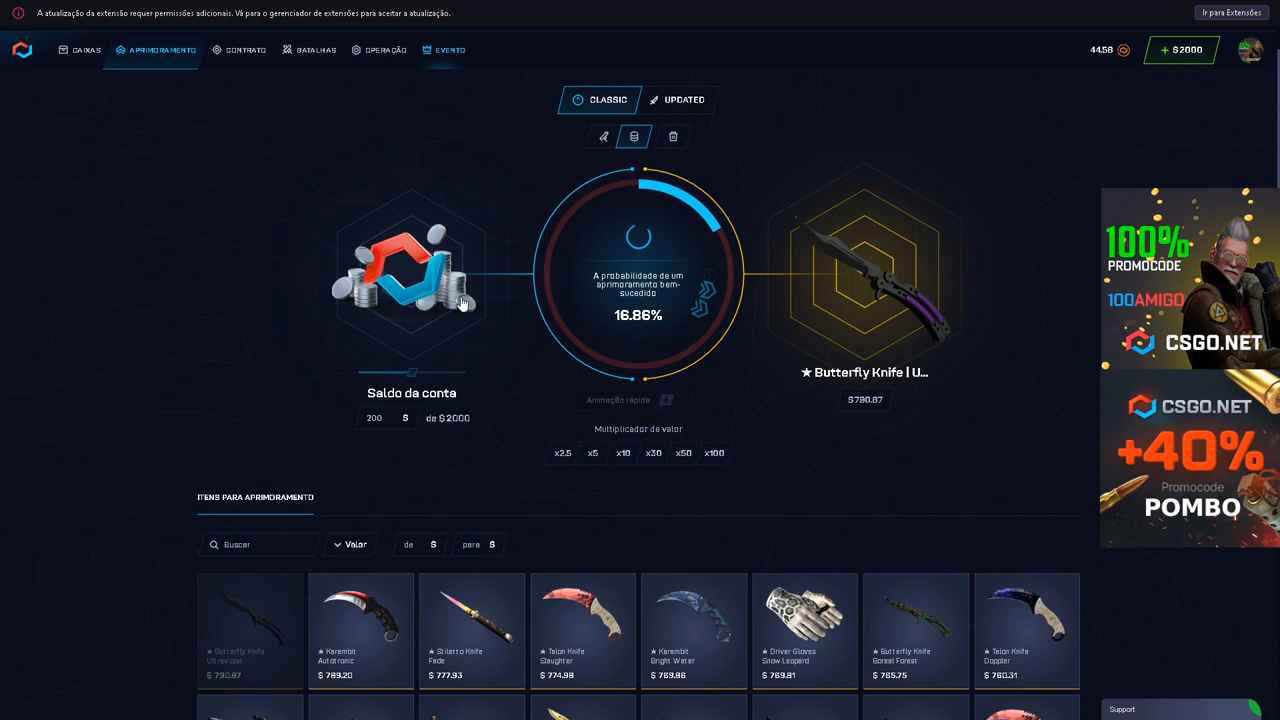 A atualização da extensão requer permissões adicionais. Vá para o gerenciador de extensões para aceitar a atualização.
Ir para Extensões
CAIXAS
APRIMORAMENTO
CONTRATO
BATALHAS
OPERAÇÃO
EVENTO
44.58
+ $2000
CLASSIC
UPDATED
A probabilidade de um
aprimoramento bem-
sucedido
16.86%
Saldo da conta
200 $ de $2000
★ Butterfly Knife | U...
$790.87
Animação rápida
Multiplicador de valor
x2.5
x5
x10
x30
x50
x100
100%
PROMOCODE
100AMIGO
CSGO.NET
CSGO.NET
+40%
Promocode
POMBO
ITENS PARA APRIMORAMENTO
Buscar
Valor
de $
para $
★ Butterfly Knife
Ultraviolet
$ 790.87
★ Karambit
Autotronic
$ 789.20
★ Stiletto Knife
Fade
$ 777.93
★ Talon Knife
Slaughter
$ 774.98
★ Karambit
Bright Water
$ 769.86
★ Driver Gloves
Snow Leopard
$ 769.81
★ Butterfly Knife
Boreal Forest
$ 765.75
★ Talon Knife
Doppler
$ 760.31
Support